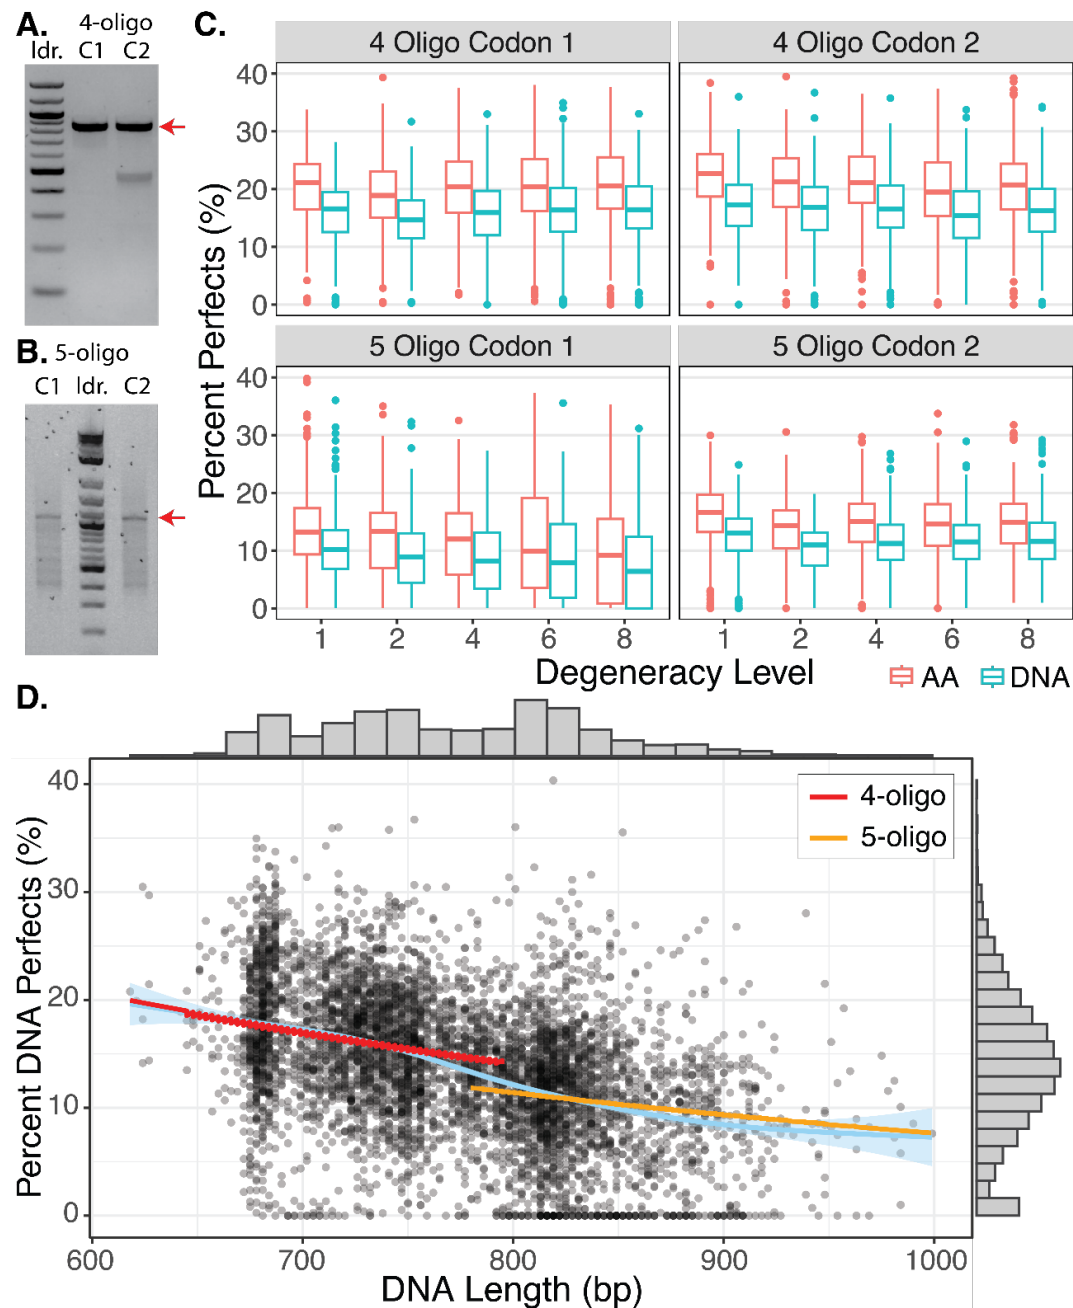 A.
4-oligo
ldr. C1 C2
B. 5-oligo
C1 ldr. C2
C.
4 Oligo Codon 1
4 Oligo Codon 2
40
30
20
10
0
5 Oligo Codon 1
5 Oligo Codon 2
40
30
20
10
0
Percent Perfects (%)
1 2 4 6 8
1 2 4 6 8
Degeneracy Level
AA DNA
D.
4-oligo
5-oligo
40
30
20
10
0
Percent DNA Perfects (%)
600 700 800 900 1000
DNA Length (bp)